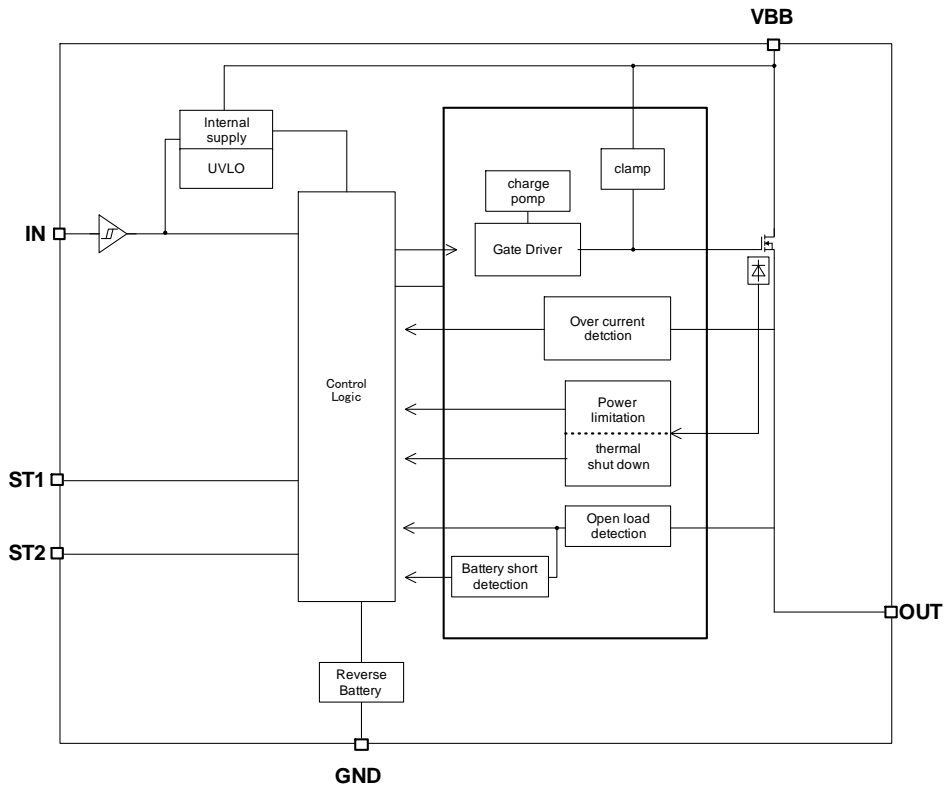 VBB
Internal
supply
UVLO
clamp
charge
pomp
IN
Gate Driver
Over current
detction
Control
Logic
Power
limitation
thermal
shut down
ST1
Open load
detection
ST2
Battery short
detection
OUT
Reverse
Battery
GND